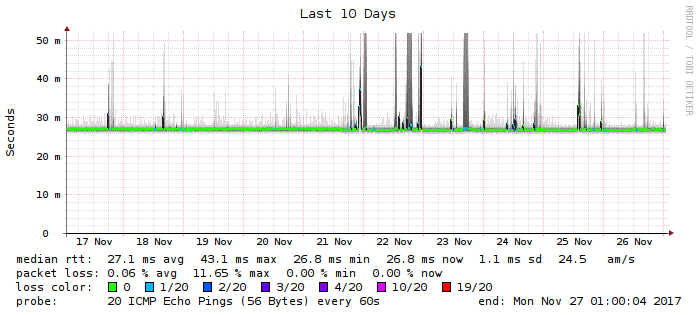 Last 10 Days
RRDTOOL / TOBI OETIKER
Seconds
50 m
40 m
30 m
20 m
10 m
0
17 Nov 18 Nov 19 Nov 20 Nov 21 Nov 22 Nov 23 Nov 24 Nov 25 Nov 26 Nov
median rtt: 27.1 ms avg 43.1 ms max 26.8 ms min 26.8 ms now 1.1 ms sd 24.5 am/s
packet loss: 0.06 % avg 11.65 % max 0.00 % min 0.00 % now
loss color: 0 1/20 2/20 3/20 4/20 10/20 19/20
probe: 20 ICMP Echo Pings (56 Bytes) every 60s end: Mon Nov 27 01:00:04 2017